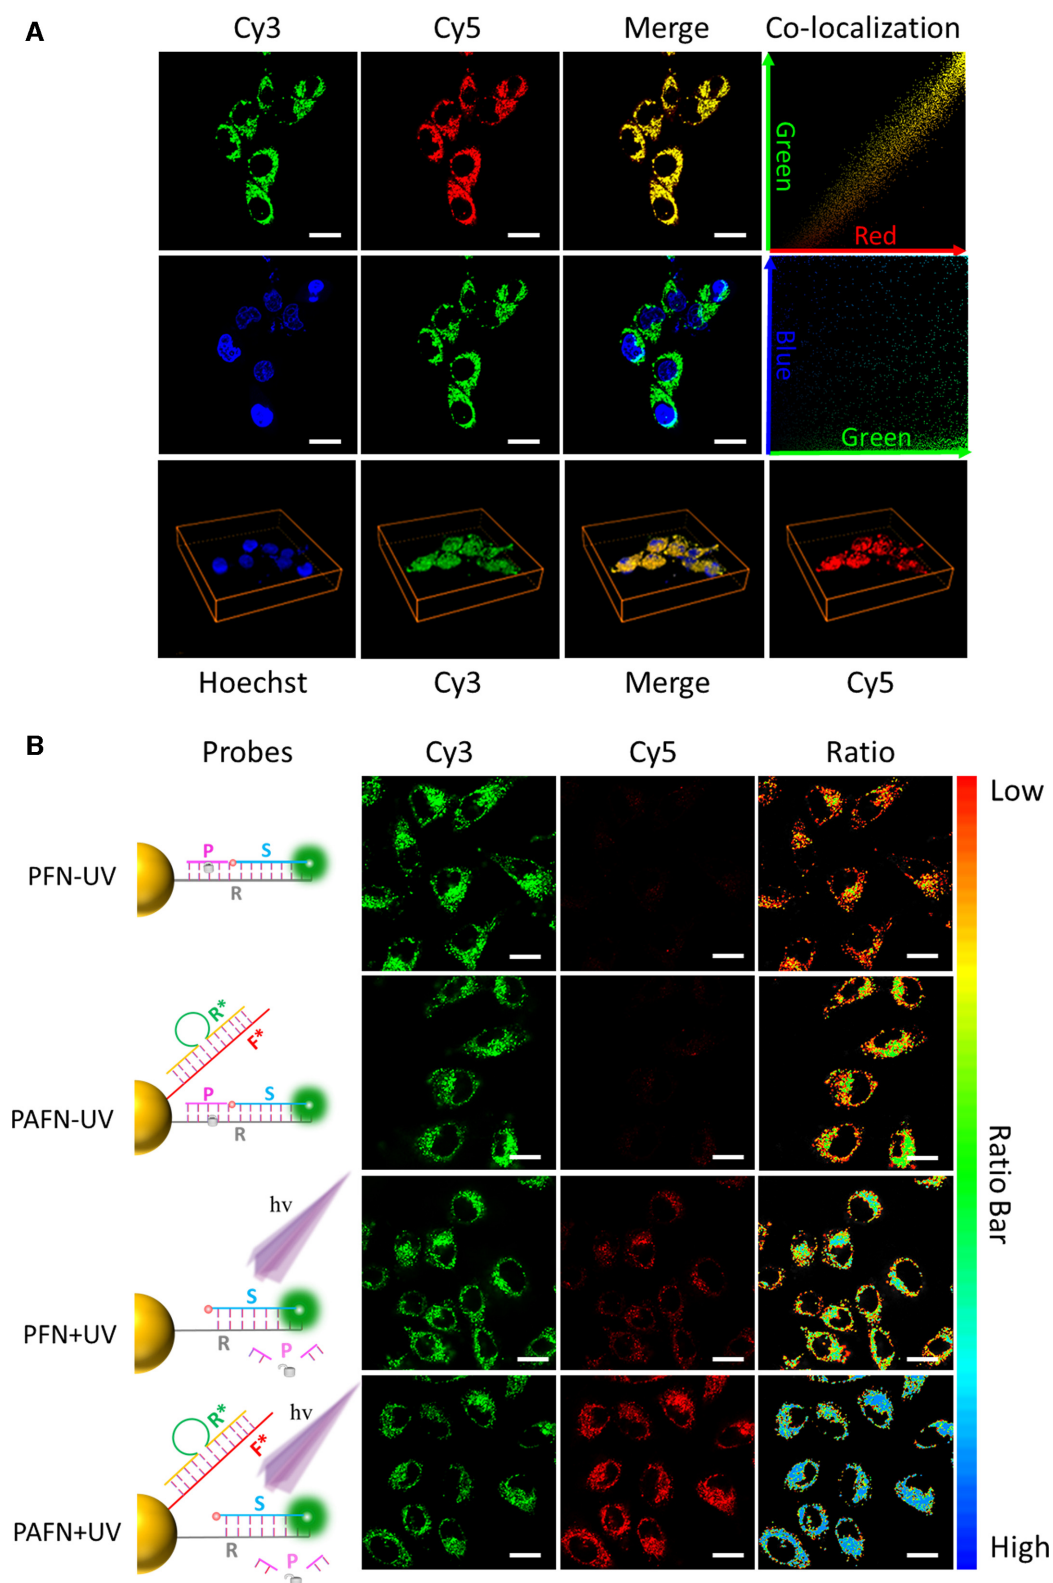 A
Cy3 Cy5 Merge Co-localization
Green
Red
Blue
Green
Hoechst Cy3 Merge Cy5
B
Probes Cy3 Cy5 Ratio
Low
PFN-UV
P S
R
R*
F*
PAFN-UV
P S
R
Ratio Bar
hv
PFN+UV
S
R P
R*
F*
hv
PAFN+UV
S
R P
High